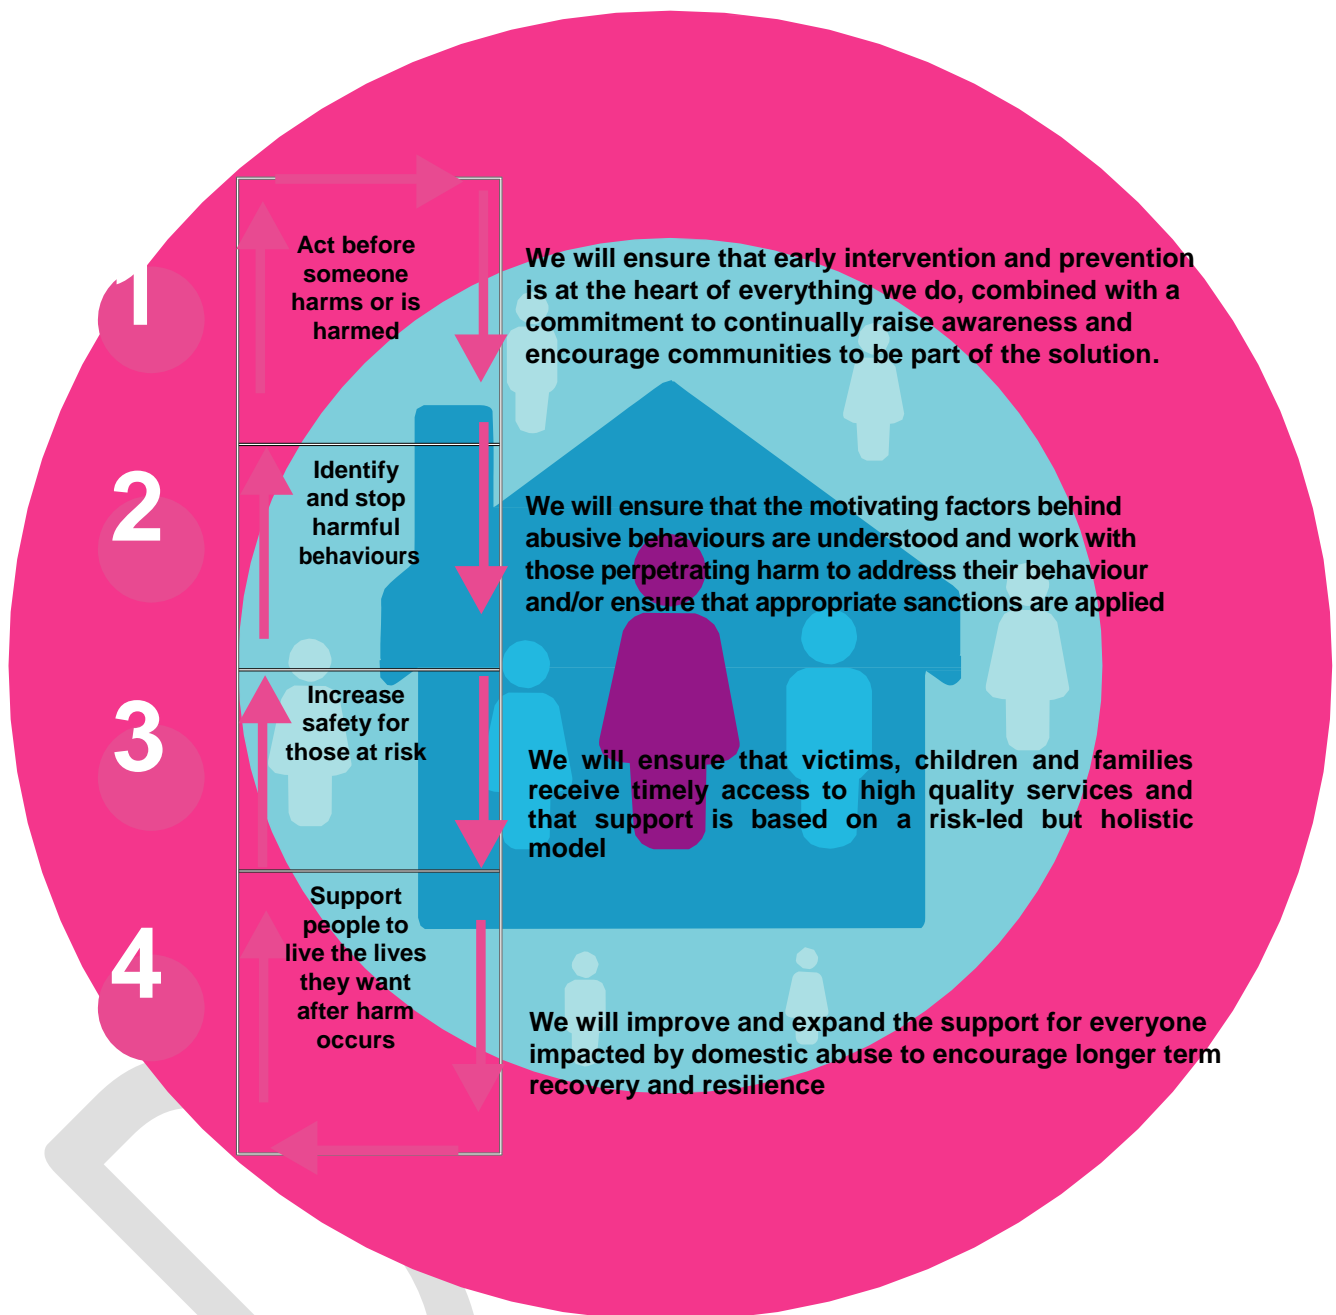 1
Act before
someone
harms or is
harmed
We will ensure that early intervention and prevention
is at the heart of everything we do, combined with a
commitment to continually raise awareness and
encourage communities to be part of the solution.
2
Identify
and stop
harmful
behaviours
We will ensure that the motivating factors behind
abusive behaviours are understood and work with
those perpetrating harm to address their behaviour
and/or ensure that appropriate sanctions are applied
3
Increase
safety for
those at risk
We will ensure that victims, children and families
receive timely access to high quality services and
that support is based on a risk-led but holistic
model
4
Support
people to
live the lives
they want
after harm
occurs
We will improve and expand the support for everyone
impacted by domestic abuse to encourage longer term
recovery and resilience